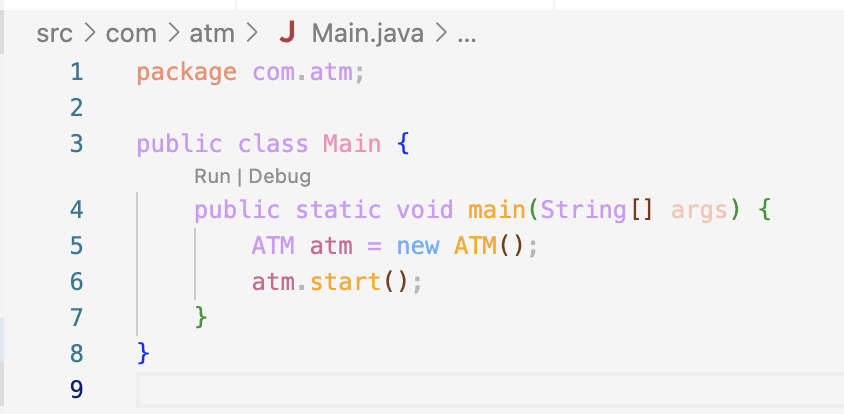 src > com > atm > J Main.java > ...
1 package com.atm;
2
3 public class Main {
Run | Debug
4 public static void main(String[] args) {
5 ATM atm = new ATM();
6 atm.start();
7 }
8 }
9